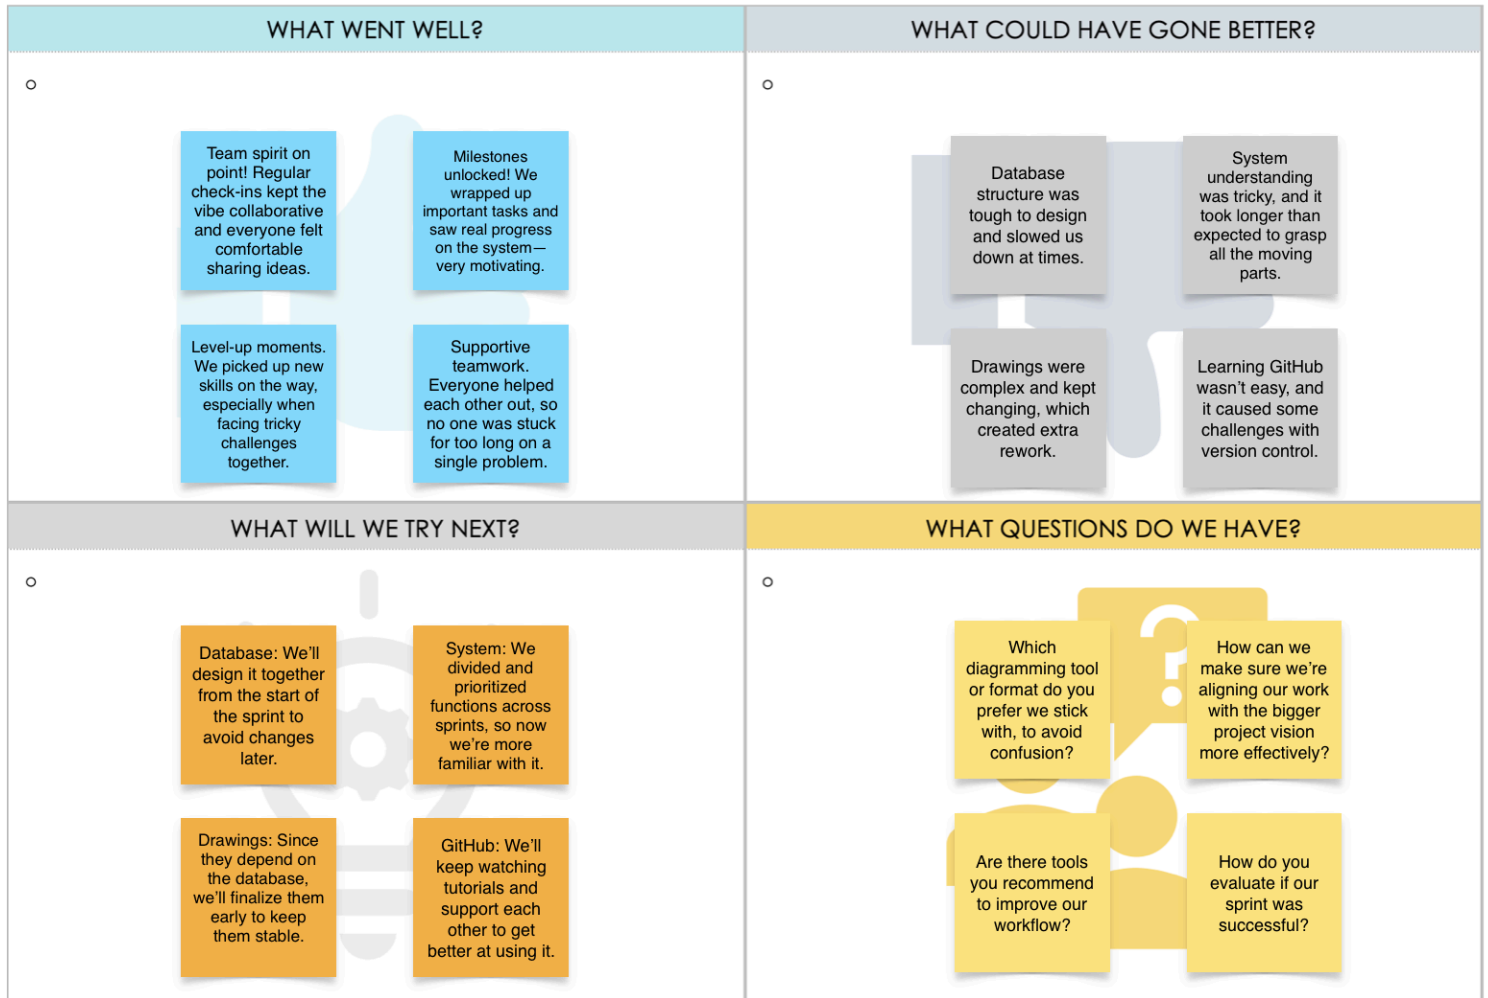 WHAT WENT WELL?
Team spirit on
point! Regular
check-ins kept the
vibe collaborative
and everyone felt
comfortable
sharing ideas.
Milestones
unlocked! We
wrapped up
important tasks and
saw real progress
on the system—
very motivating.
Level-up moments.
We picked up new
skills on the way,
especially when
facing tricky
challenges
together.
Supportive
teamwork.
Everyone helped
each other out, so
no one was stuck
for too long on a
single problem.
WHAT COULD HAVE GONE BETTER?
Database
structure was
tough to design
and slowed us
down at times.
System
understanding
was tricky, and it
took longer than
expected to grasp
all the moving
parts.
Drawings were
complex and kept
changing, which
created extra
rework.
Learning GitHub
wasn't easy, and
it caused some
challenges with
version control.
WHAT WILL WE TRY NEXT?
Database: We'll
design it together
from the start of
the sprint to
avoid changes
later.
System: We
divided and
prioritized
functions across
sprints, so now
we're more
familiar with it.
Drawings: Since
they depend on
the database,
we'll finalize them
early to keep
them stable.
GitHub: We'll
keep watching
tutorials and
support each
other to get
better at using it.
WHAT QUESTIONS DO WE HAVE?
Which
diagramming tool
or format do you
prefer we stick
with, to avoid
confusion?
How can we
make sure we're
aligning our work
with the bigger
project vision
more effectively?
Are there tools
you recommend
to improve our
workflow?
How do you
evaluate if our
sprint was
successful?